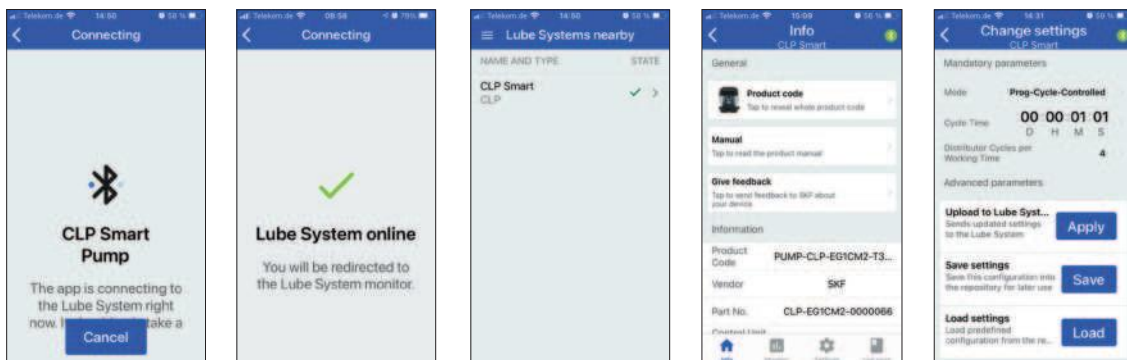 Telekom.de 14:50 58 %
Connecting
CLP Smart
Pump
The app is connecting to
the Lube System right
now.
take a
Cancel
Telekom.de 08:56
Connecting
Lube System online
You will be redirected to
the Lube System monitor.
Telekom.de 14:50 58 %
Lube Systems nearby
NAME AND TYPE STATE
CLP Smart
CLP
Telekom.de 15:09
Info
CLP Smart
General
Product code
Tap to reveal whole product code
Manual
Tap to read the product manual
Give feedback
Tap to send feedback to SKF about
your device
Information
Product
Code
PUMP-CLP-EG1CM2-T3...
Vendor SKF
Part No. CLP-EG1CM2-0000066
Control Unit
Info
Telekom.de 14:31
Change settings
CLP Smart
Mandatory parameters
Mode Prog-Cycle-Controlled
Cycle Time 00 00 01 01
D H M S
Distributor Cycles per
Working Time
4
Advanced parameters
Upload to Lube Syst...
Sends updated settings
to the Lube System
Apply
Save settings
Save this configuration into
the repository for later use
Save
Load settings
Load predefined
configuration from the re...
Load